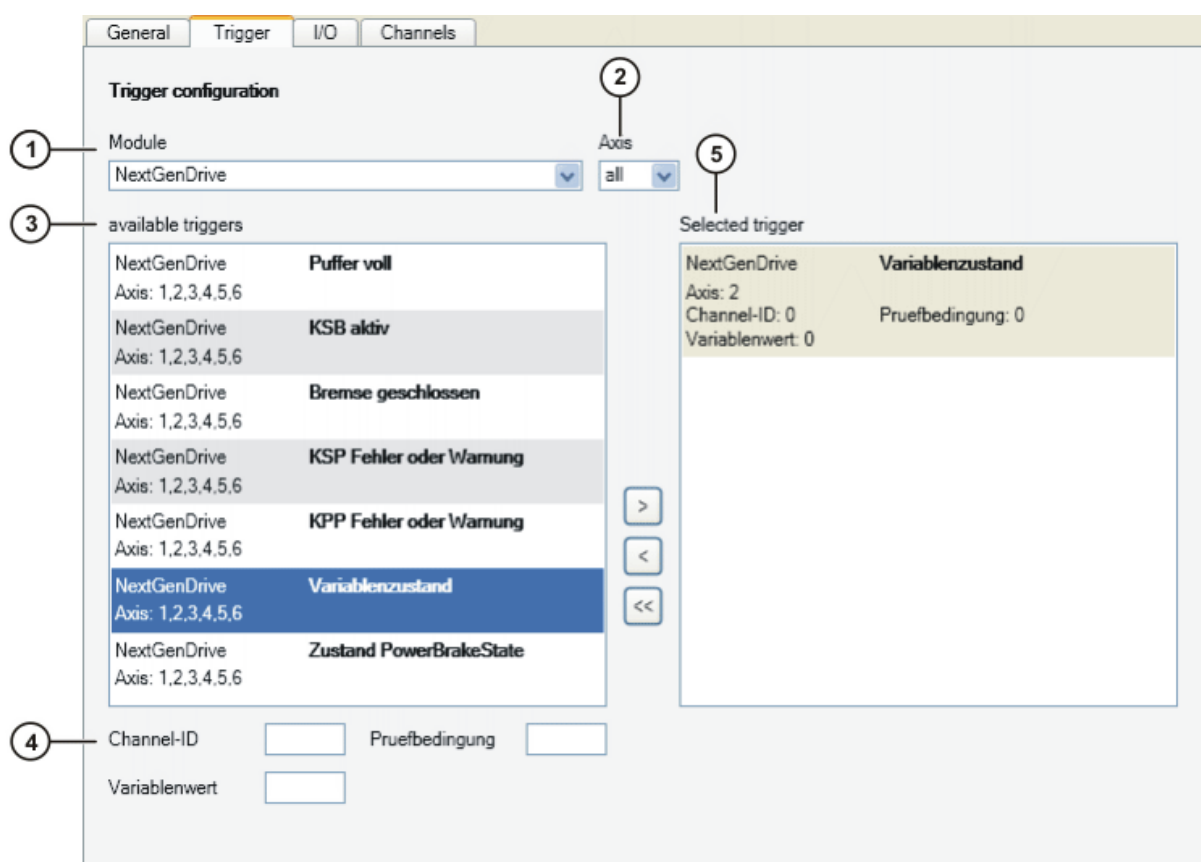 General Trigger I/O Channels
Trigger configuration
2
1
Module
Axis
5
NextGenDrive
all
3
available triggers
Selected trigger
NextGenDrive Puffer voll
Axis: 1,2,3,4,5,6
NextGenDrive KSB aktiv
Axis: 1,2,3,4,5,6
NextGenDrive Bremse geschlossen
Axis: 1,2,3,4,5,6
NextGenDrive KSP Fehler oder Warnung
Axis: 1,2,3,4,5,6
NextGenDrive KPP Fehler oder Warnung
Axis: 1,2,3,4,5,6
NextGenDrive Variablenzustand
Axis: 1,2,3,4,5,6
NextGenDrive Zustand PowerBrakeState
Axis: 1,2,3,4,5,6
>
<
<<
NextGenDrive Variablenzustand
Axis: 2
Channel-ID: 0 Pruefbedingung: 0
Variablenwert: 0
4
Channel-ID Pruefbedingung
Variablenwert